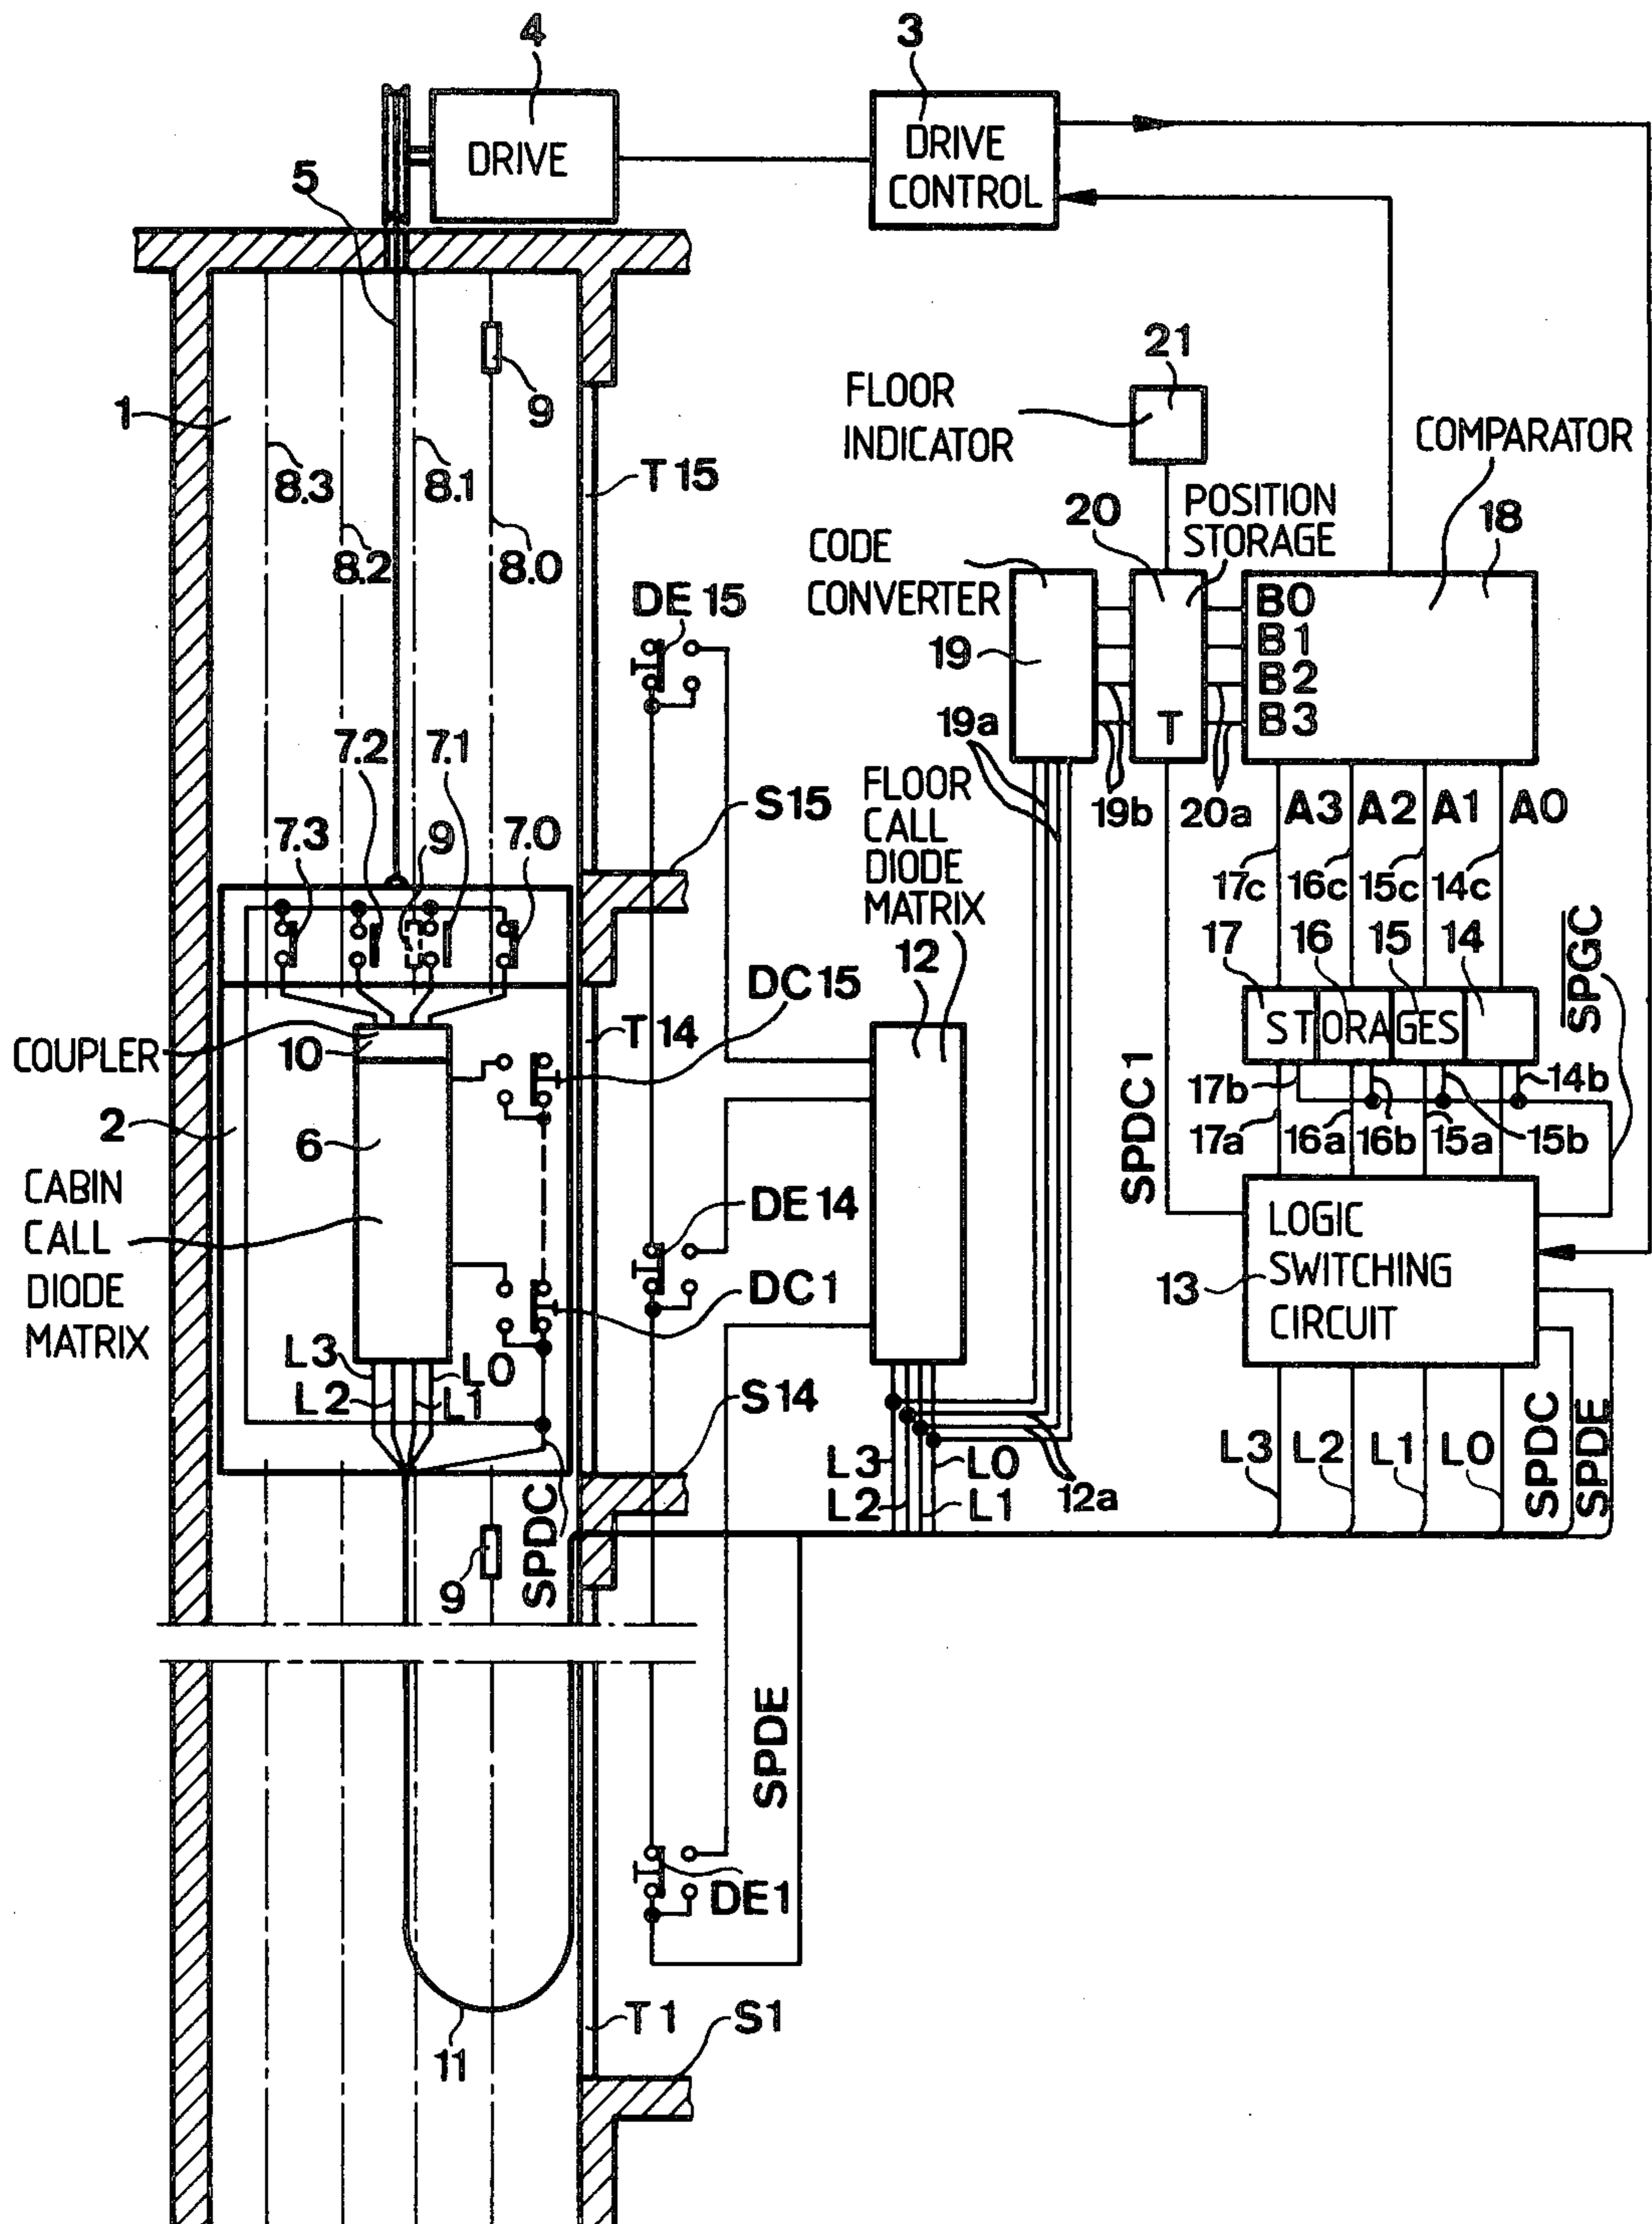 4
3
DRIVE
DRIVE
CONTROL
5
21
1
9
FLOOR
INDICATOR
COMPARATOR
8.3
8.1
T 15
8.2
8.0
20
POSITION
STORAGE
18
CODE
CONVERTER
DE 15
B0
B1
B2
B3
19
T
19a
7.2
7.1
S15
FLOOR
CALL
DIODE
MATRIX
19b
20a
A3
A2
A1
A0
7.3
9
7.0
17c
16c
15c
14c
17
16
15
14
SPGC
12
DC15
STORAGES
T 14
COUPLER
10
SPDC1
17b
14b
2
6
17a
16a
16b
15a
15b
CABIN
CALL
DIODE
MATRIX
DE 14
LOGIC
SWITCHING
CIRCUIT
13
DC1
L3
L0
L2
L1
S14
L3
L0
L2
L1
12a
L3
L2
L1
L0
SPDC
SPDE
SPDC
9
SPDE
DE1
T 1
S1
11